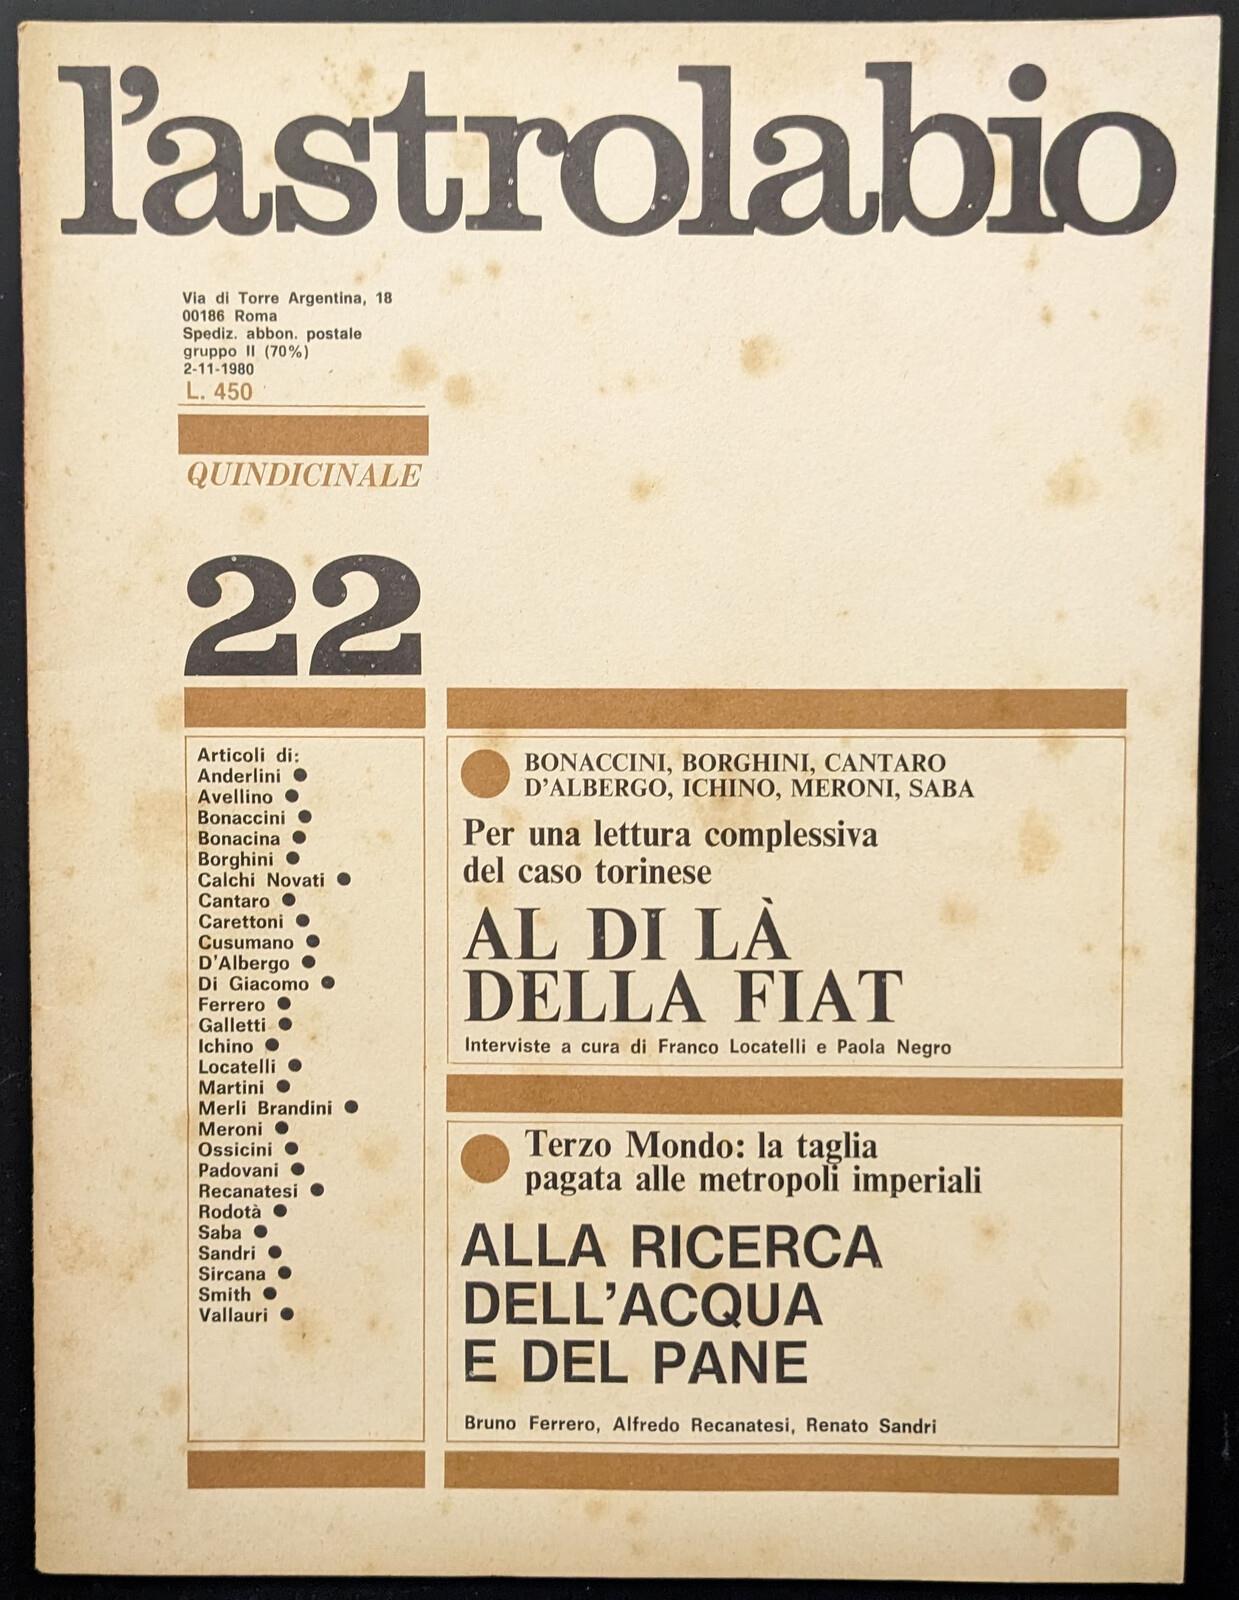 l'astrolabio
Via di Torre Argentina, 18
00186 Roma
Spediz. abbon. postale
gruppo II (70%)
2-11-1980
L. 450
QUINDICINALE
22
Articoli di:
Anderlini ●
Avellino ●
Bonaccini ●
Bonacina ●
Borghini ●
Calchi Novati ●
Cantaro ●
Carettoni ●
Cusumano ●
D'Albergo ●
Di Giacomo ●
Ferrero ●
Galletti ●
Ichino ●
Locatelli ●
Martini ●
Merli Brandini ●
Meroni ●
Ossicini ●
Padovani ●
Recanatesi ●
Rodotà ●
Saba ●
Sandri ●
Sircana ●
Smith ●
Vallauri ●
BONACCINI, BORGHINI, CANTARO
D'ALBERGO, ICHINO, MERONI, SABA
Per una lettura complessiva
del caso torinese
AL DI LÀ
DELLA FIAT
Interviste a cura di Franco Locatelli e Paola Negro
Terzo Mondo: la taglia
pagata alle metropoli imperiali
ALLA RICERCA
DELL'ACQUA
E DEL PANE
Bruno Ferrero, Alfredo Recanatesi, Renato Sandri